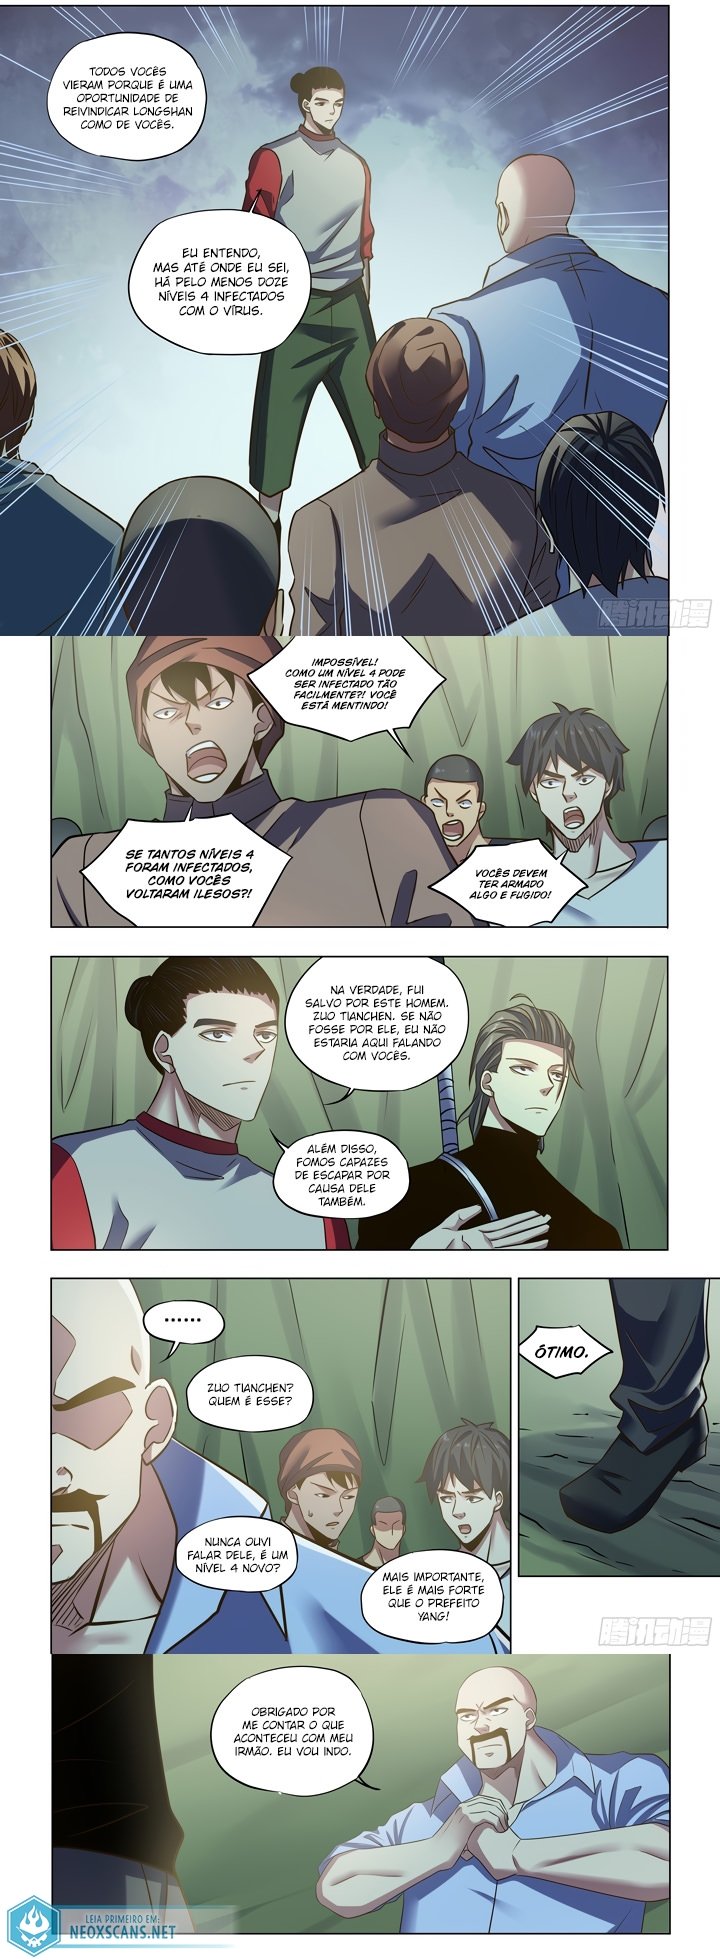 TODOS VOCÊS
VIERAM PORQUE É UMA
OPORTUNIDADE DE
REIVINDICAR LONGSHAN
COMO DE VOCÊS.
EU ENTENDO,
MAS ATÉ ONDE EU SEI,
HÁ PELO MENOS DOZE
NÍVEIS 4 INFECTADOS
COM O VÍRUS.
腾讯动漫
IMPOSSÍVEL!
COMO UM NÍVEL 4 PODE
SER INFECTADO TÃO
FACILMENTE?! VOCÊ
ESTÁ MENTINDO!
SE TANTOS NÍVEIS 4
FORAM INFECTADOS,
COMO VOCÊS
VOLTARAM ILESOS?!
VOCÊS DEVEM
TER ARMADO
ALGO E FUGIDO!
NA VERDADE, FUI
SALVO POR ESTE HOMEM.
ZUO TIANCHEN. SE NÃO
FOSSE POR ELE, EU NÃO
ESTARIA AQUI FALANDO
COM VOCÊS.
ALÉM DISSO,
FOMOS CAPAZES
DE ESCAPAR POR
CAUSA DELE
TAMBÉM.
......
ZUO TIANCHEN?
QUEM É ESSE?
NUNCA OUVI
FALAR DELE, É UM
NÍVEL 4 NOVO?
MAIS IMPORTANTE,
ELE É MAIS FORTE
QUE O PREFEITO
YANG!
ÓTIMO.
腾讯动漫
OBRIGADO POR
ME CONTAR O QUE
ACONTECEU COM MEU
IRMÃO. EU VOU INDO.
LEIA PRIMEIRO EM:
NEOXSCANS.NET